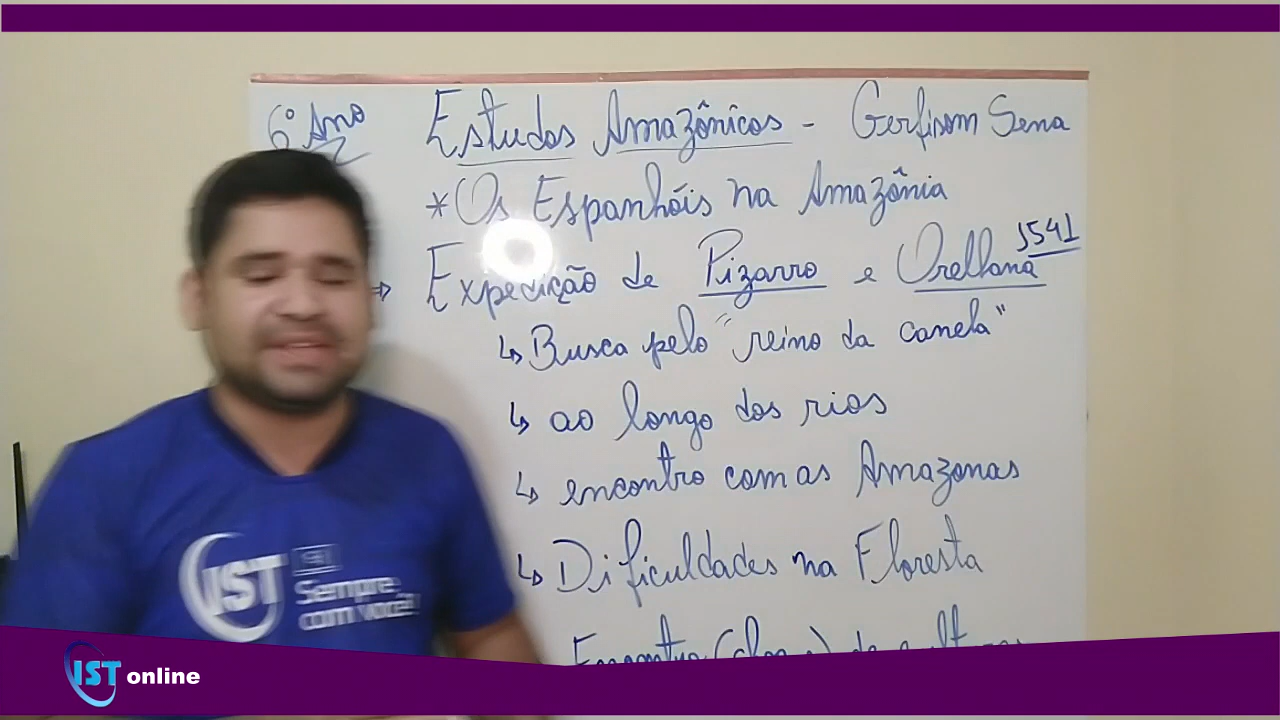 6º Ano
Estudos Amazônicos - Gerfisom Sena
*Os Espanhóis na Amazônia
Expedição de Pizarro e Orellana 1541
↳ Busca pelo "reino da canela"
↳ ao longo dos rios
↳ encontro com as Amazonas
↳ Dificuldades na Floresta
IST
Sempre
com você!
IST online